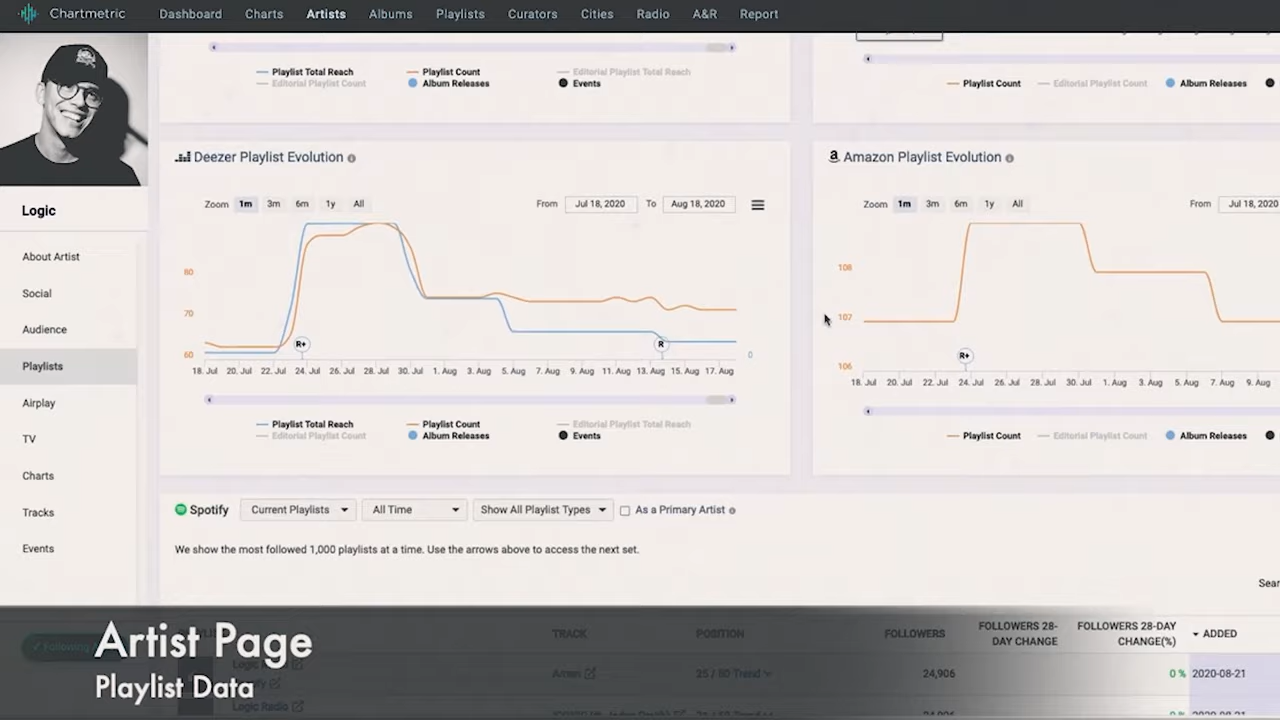 Chartmetric Dashboard Charts Artists Albums Playlists Curators Cities Radio A&R Report
Logic
About Artist
Social
Audience
Playlists
Airplay
TV
Charts
Tracks
Events
Playlist Total Reach Playlist Count Editorial Playlist Total Reach
Editorial Playlist Count Album Releases Events
Playlist Count Editorial Playlist Count Album Releases
Deezer Playlist Evolution
Zoom 1m 3m 6m 1y All From Jul 18, 2020 To Aug 18, 2020
80
70
60
0
R+ R
18. Jul 20. Jul 22. Jul 24. Jul 26. Jul 28. Jul 30. Jul 1. Aug 3. Aug 5. Aug 7. Aug 9. Aug 11. Aug 13. Aug 15. Aug 17. Aug
Playlist Total Reach Playlist Count Editorial Playlist Total Reach
Editorial Playlist Count Album Releases Events
Amazon Playlist Evolution
Zoom 1m 3m 6m 1y All From Jul 18, 2020
108
107
106
R+
18. Jul 20. Jul 22. Jul 24. Jul 26. Jul 28. Jul 30. Jul 1. Aug 3. Aug 5. Aug 7. Aug 9. Aug
Playlist Count Editorial Playlist Count Album Releases
Spotify Current Playlists All Time Show All Playlist Types As a Primary Artist
We show the most followed 1,000 playlists at a time. Use the arrows above to access the next set.
Sear
TRACK POSITION FOLLOWERS FOLLOWERS 28-DAY CHANGE FOLLOWERS 28-DAY CHANGE(%) ADDED
25 / 80 Trend 24,906 0 % 2020-08-21
Logic Radio
Artist Page
Playlist Data